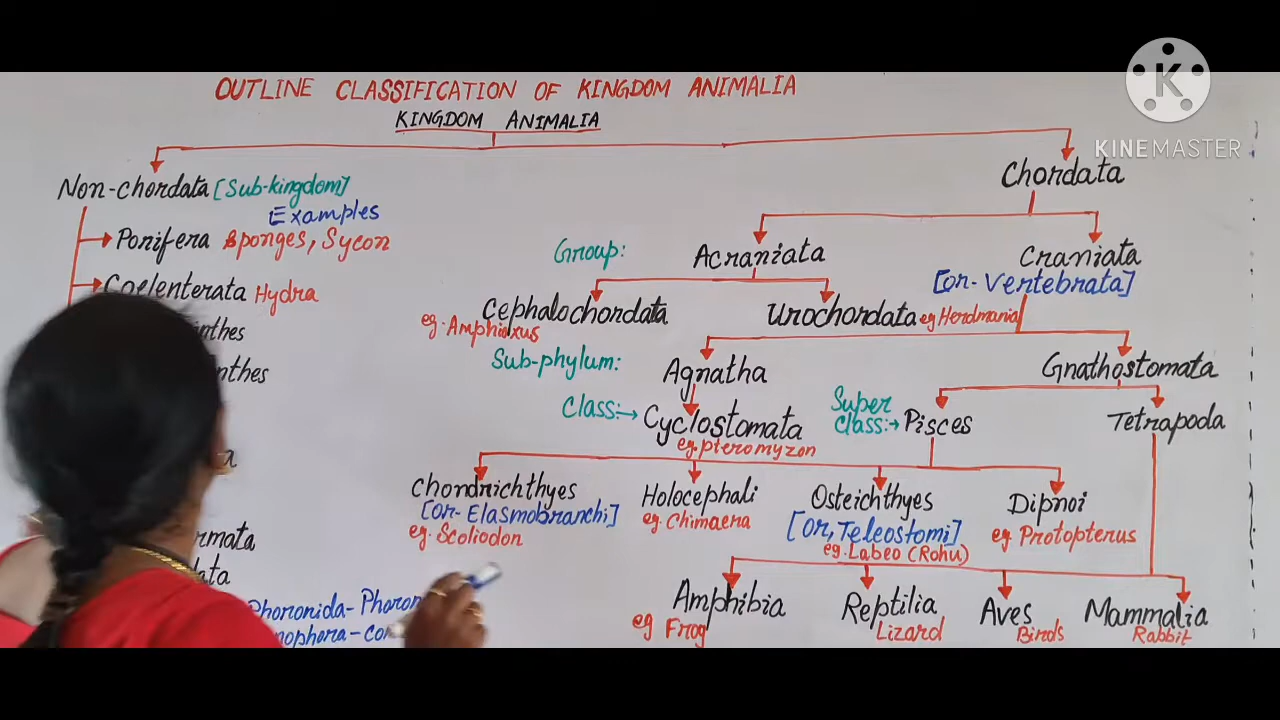 OUTLINE CLASSIFICATION OF KINGDOM ANIMALIA
KINGDOM ANIMALIA
K
KINEMASTER
Non-chordata [Sub-kingdom]
Examples
Porifera Sponges, Sycon
Coelenterata Hydra
Chordata
Group:
Acraniata
Craniata
[or Vertebrata]
Cephalochordata
eg. Amphioxus
Urochordata eg Herdmania
Sub-phylum:
Agnatha
Gnathostomata
Class:→
Cyclostomata
eg. pteromyzon
Super
Class:→ Pisces
Tetrapoda
Chondrichthyes
[or Elasmobranchi]
eg. Scoliodon
Holocephali
eg. Chimaera
Osteichthyes
[or, Teleostomi]
eg. Labeo (Rohu)
Dipnoi
eg Protopterus
Amphibia
eg Frog
Reptilia
Lizard
Aves
Birds
Mammalia
Rabbit
Phoronida-